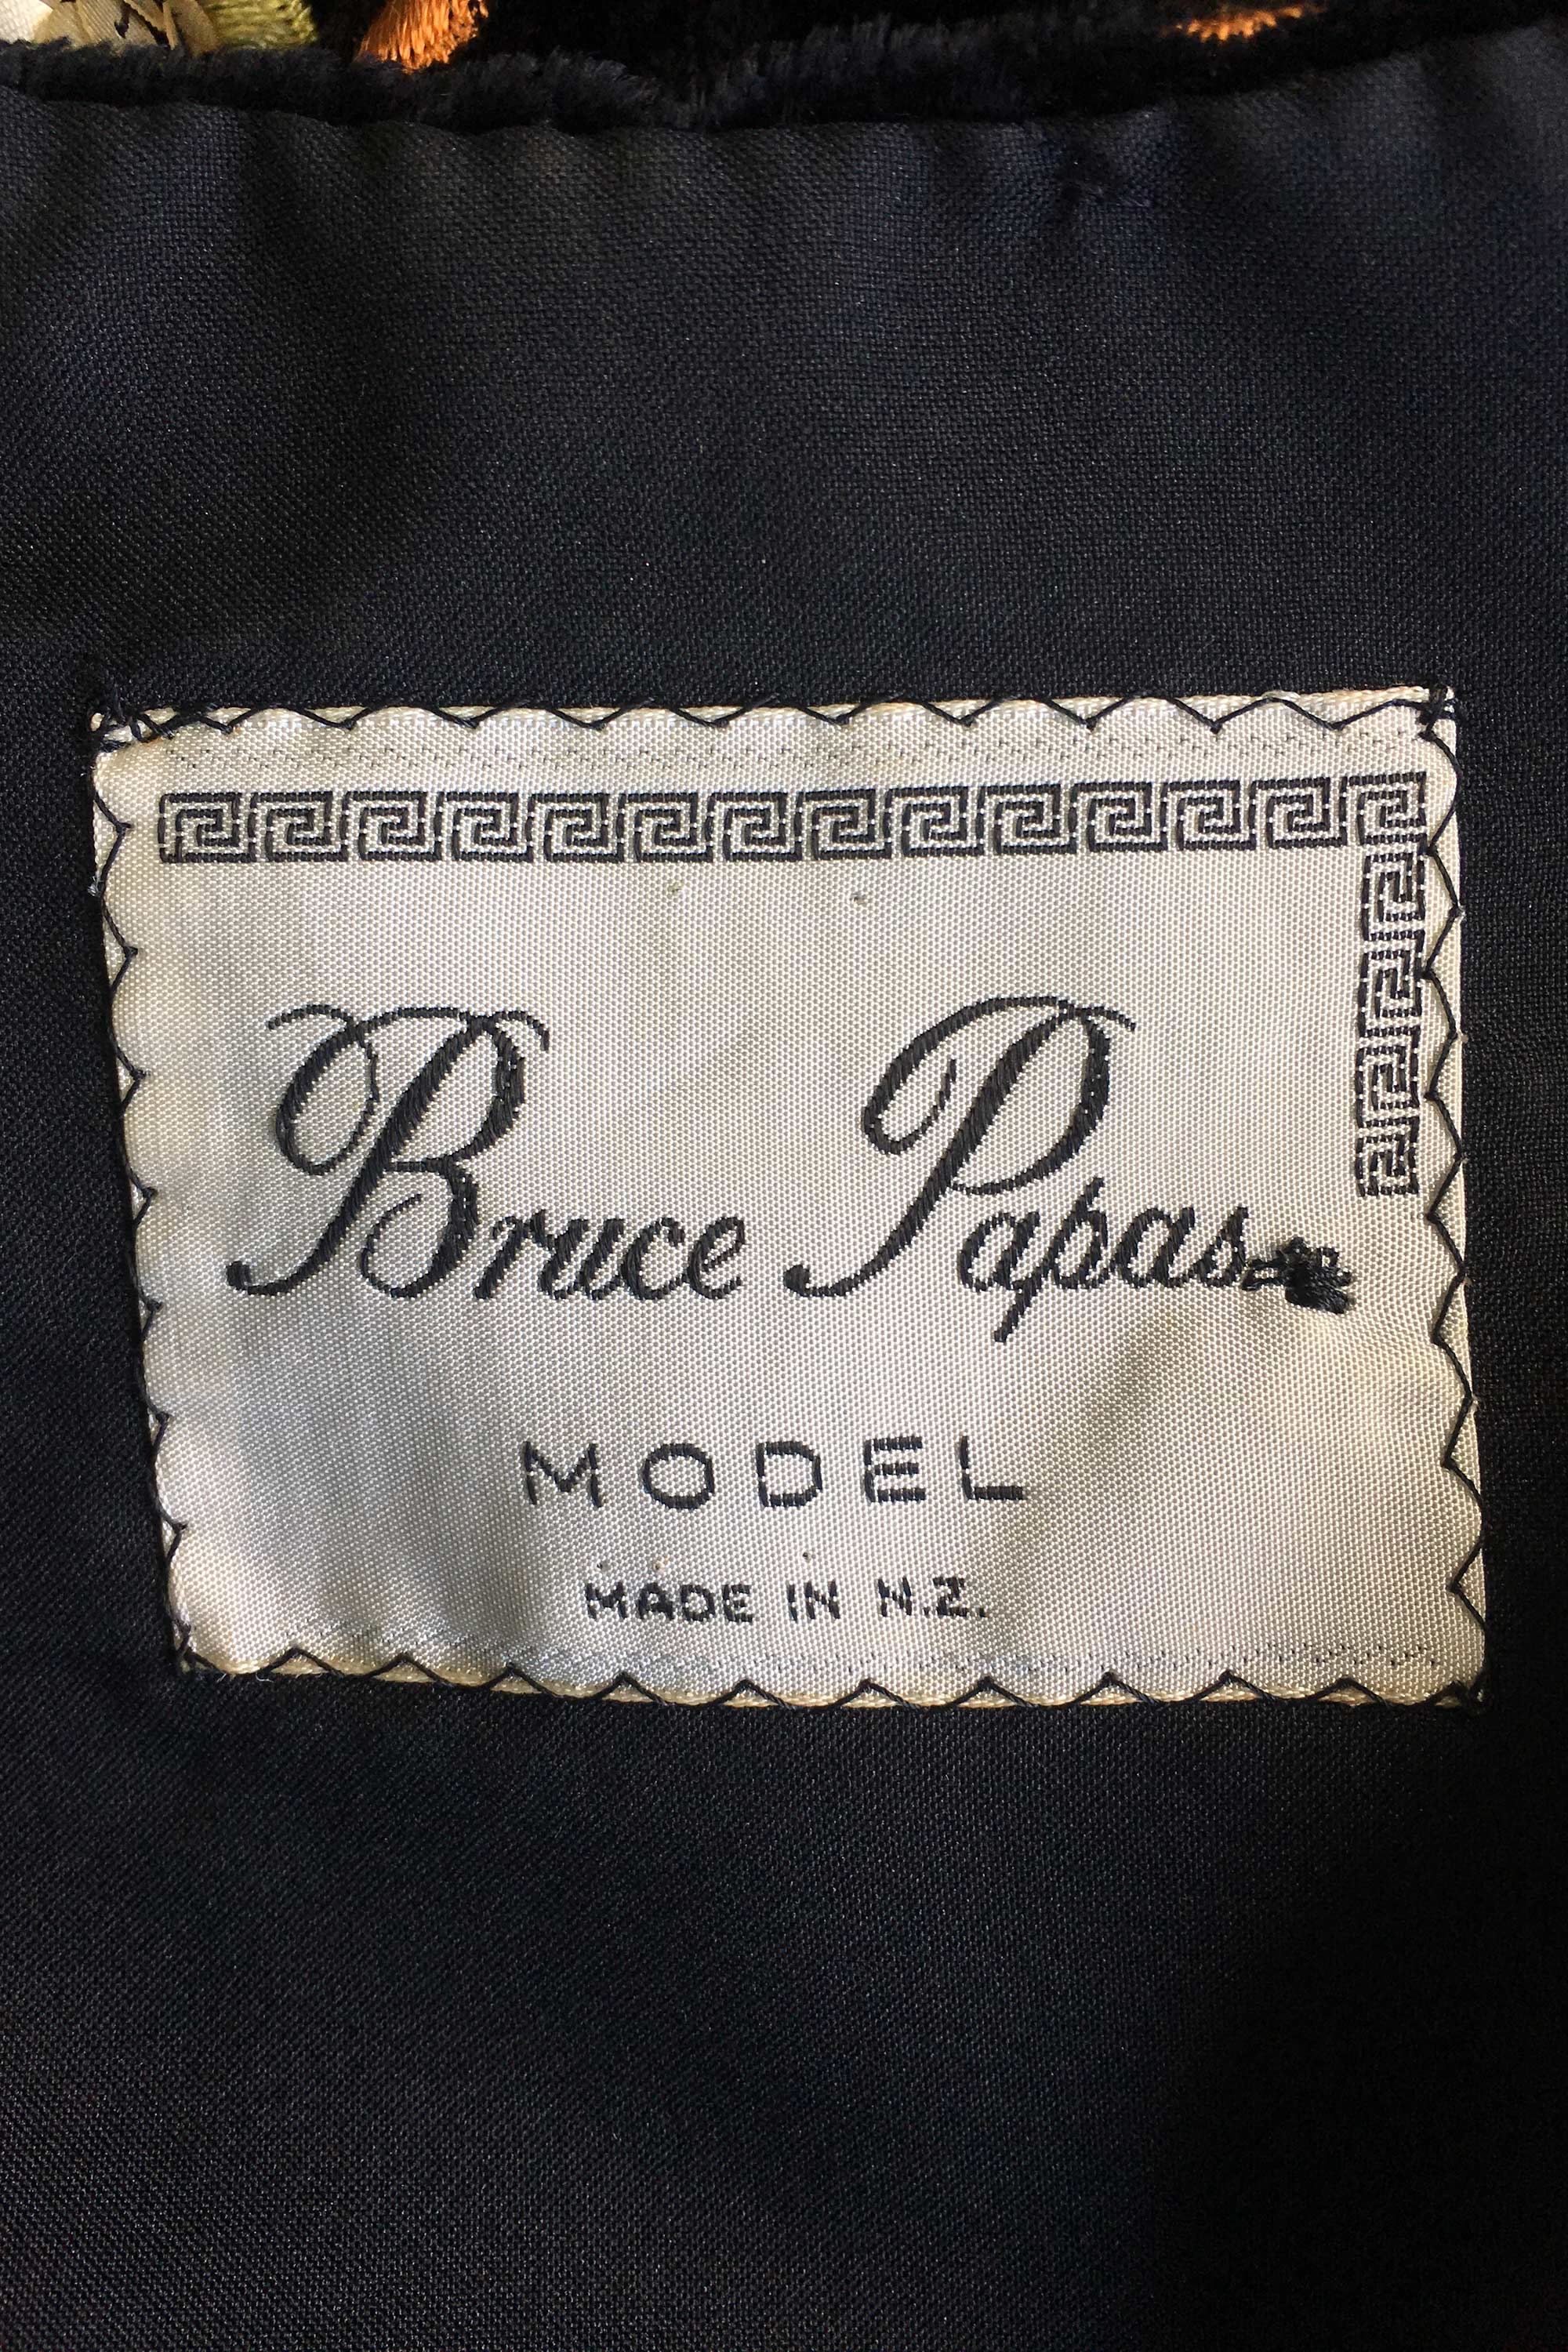 Bruce Papas
MODEL
MADE IN N.Z.